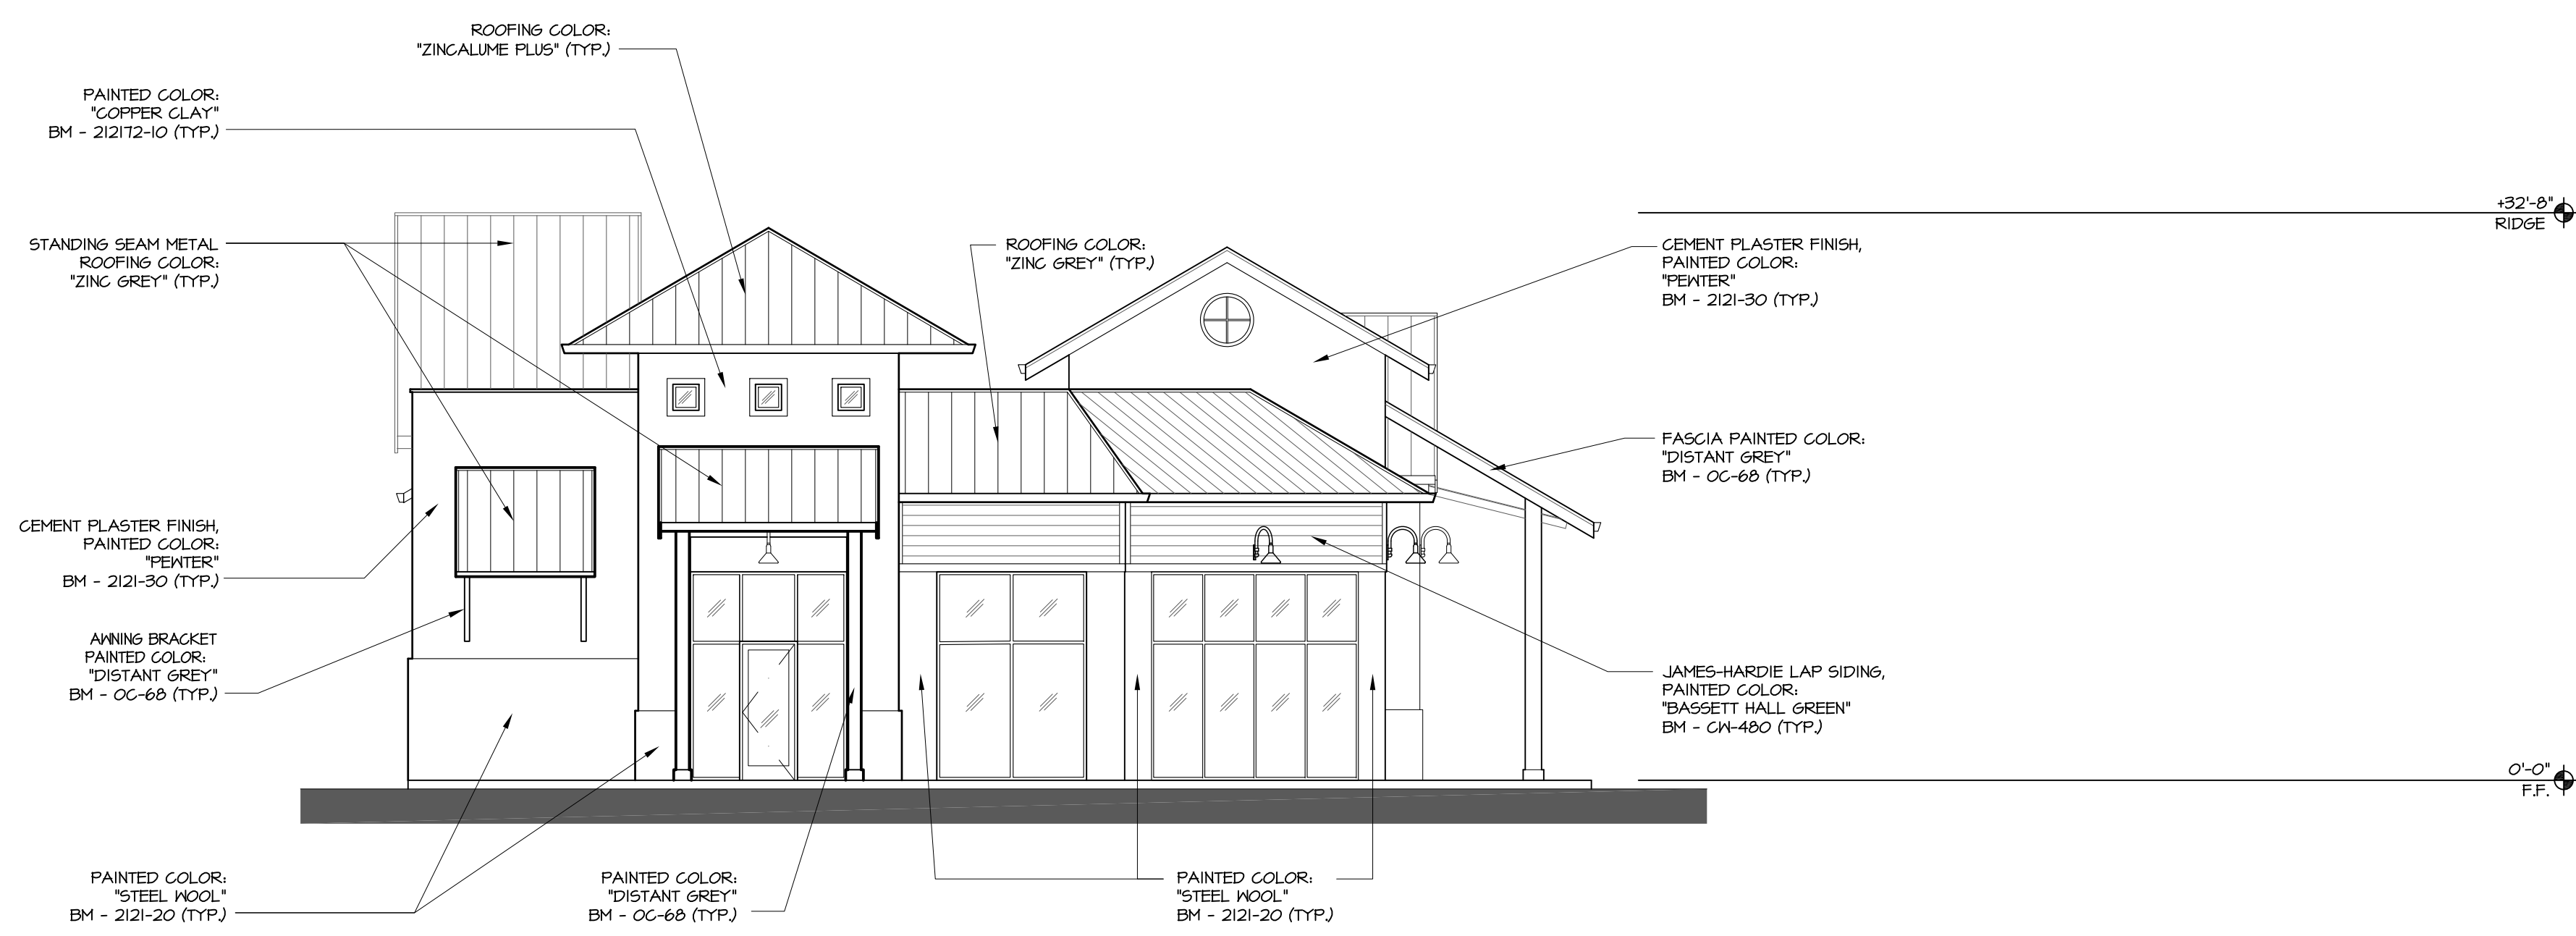 ROOFING COLOR:
"ZINCALUME PLUS" (TYP.)
PAINTED COLOR:
"COPPER CLAY"
BM - 212172-10 (TYP.)
STANDING SEAM METAL
ROOFING COLOR:
"ZINC GREY" (TYP.)
ROOFING COLOR:
"ZINC GREY" (TYP.)
CEMENT PLASTER FINISH,
PAINTED COLOR:
"PEWTER"
BM - 2121-30 (TYP.)
+32'-8"
RIDGE
FASCIA PAINTED COLOR:
"DISTANT GREY"
BM - OC-68 (TYP.)
CEMENT PLASTER FINISH,
PAINTED COLOR:
"PEWTER"
BM - 2121-30 (TYP.)
AWNING BRACKET
PAINTED COLOR:
"DISTANT GREY"
BM - OC-68 (TYP.)
JAMES-HARDIE LAP SIDING,
PAINTED COLOR:
"BASSETT HALL GREEN"
BM - CW-480 (TYP.)
0'-0"
F.F.
PAINTED COLOR:
"STEEL WOOL"
BM - 2121-20 (TYP.)
PAINTED COLOR:
"DISTANT GREY"
BM - OC-68 (TYP.)
PAINTED COLOR:
"STEEL WOOL"
BM - 2121-20 (TYP.)